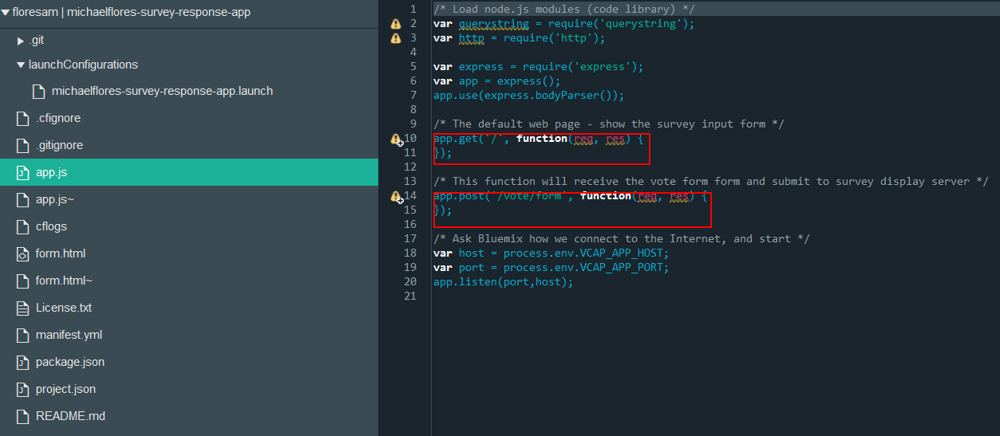 floresam | michaelflores-survey-response-app
.git
launchConfigurations
michaelflores-survey-response-app.launch
.cfignore
.gitignore
app.js
app.js~
cflogs
form.html
form.html~
License.txt
manifest.yml
package.json
project.json
README.md
1 /* Load node.js modules (code library) */
2 var querystring = require('querystring');
3 var http = require('http');
4
5 var express = require('express');
6 var app = express();
7 app.use(express.bodyParser());
8
9 /* The default web page - show the survey input form */
10 app.get('/', function(req, res) {
11 });
12
13 /* This function will receive the vote form form and submit to survey display server */
14 app.post('/vote/form', function(req, res) {
15 });
16
17 /* Ask Bluemix how we connect to the Internet, and start */
18 var host = process.env.VCAP_APP_HOST;
19 var port = process.env.VCAP_APP_PORT;
20 app.listen(port,host);
21